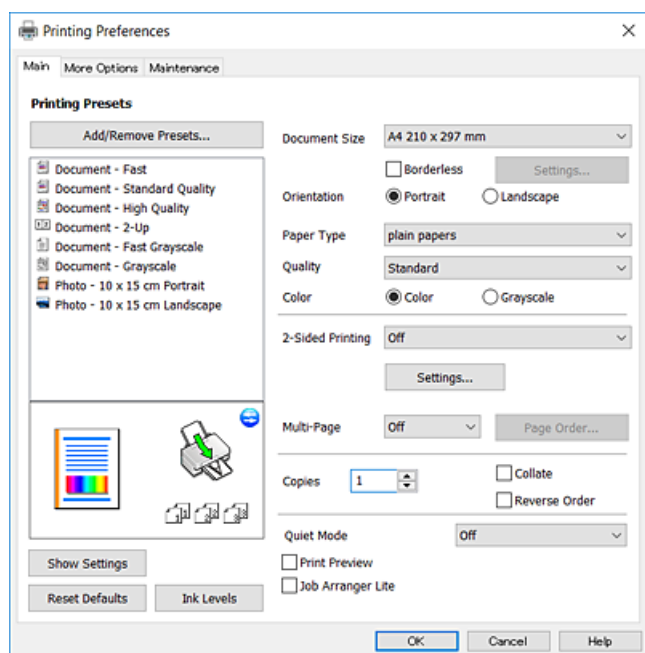 Printing Preferences
Main More Options Maintenance
Printing Presets
Add/Remove Presets...
Document - Fast
Document - Standard Quality
Document - High Quality
Document - 2-Up
Document - Fast Grayscale
Document - Grayscale
Photo - 10 x 15 cm Portrait
Photo - 10 x 15 cm Landscape
Show Settings
Reset Defaults Ink Levels
Document Size A4 210 x 297 mm
Borderless Settings...
Orientation Portrait Landscape
Paper Type plain papers
Quality Standard
Color Color Grayscale
2-Sided Printing Off
Settings...
Multi-Page Off Page Order...
Copies 1 Collate
Reverse Order
Quiet Mode Off
Print Preview
Job Arranger Lite
OK Cancel Help